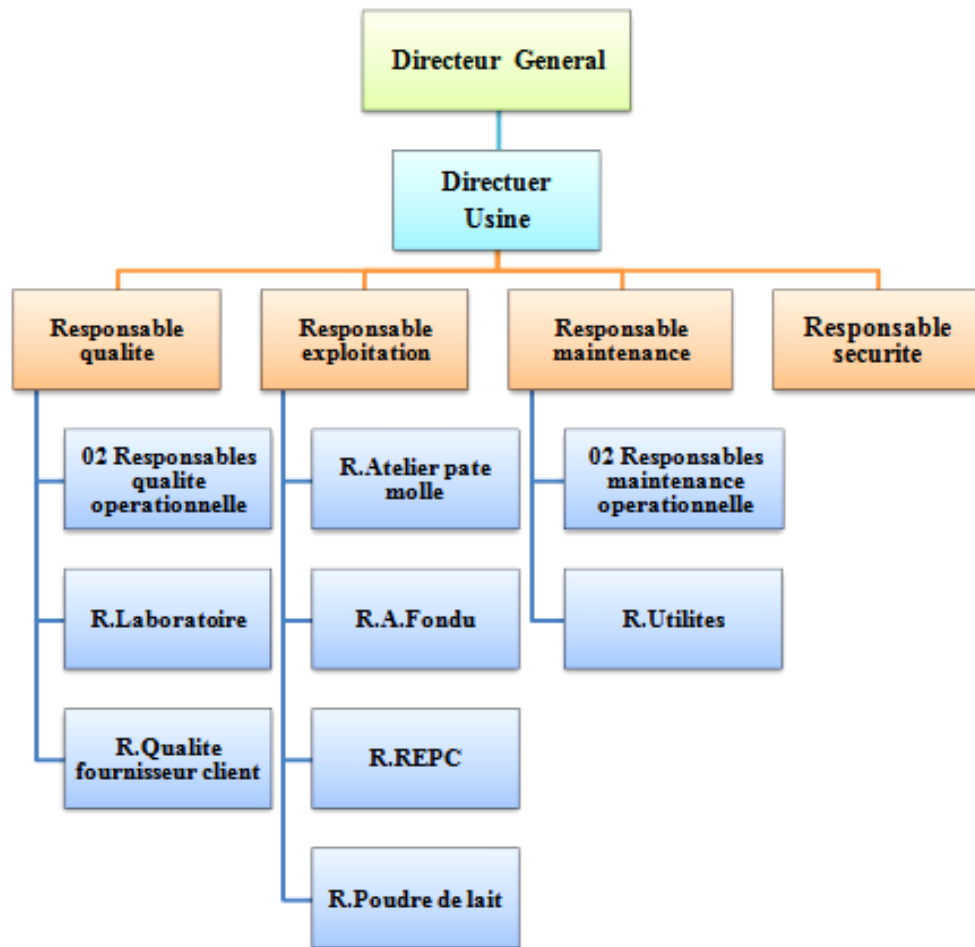 Directeur General
Directuer
Usine
Responsable
qualite
Responsable
exploitation
Responsable
maintenance
Responsable
securite
02 Responsables
qualite
operationnelle
R.Atelier pate
molle
02 Responsables
maintenance
operationnelle
R.Laboratoire
R.A.Fondu
R.Utilites
R.Qualite
fournisseur client
R.REPC
R.Poudre de lait